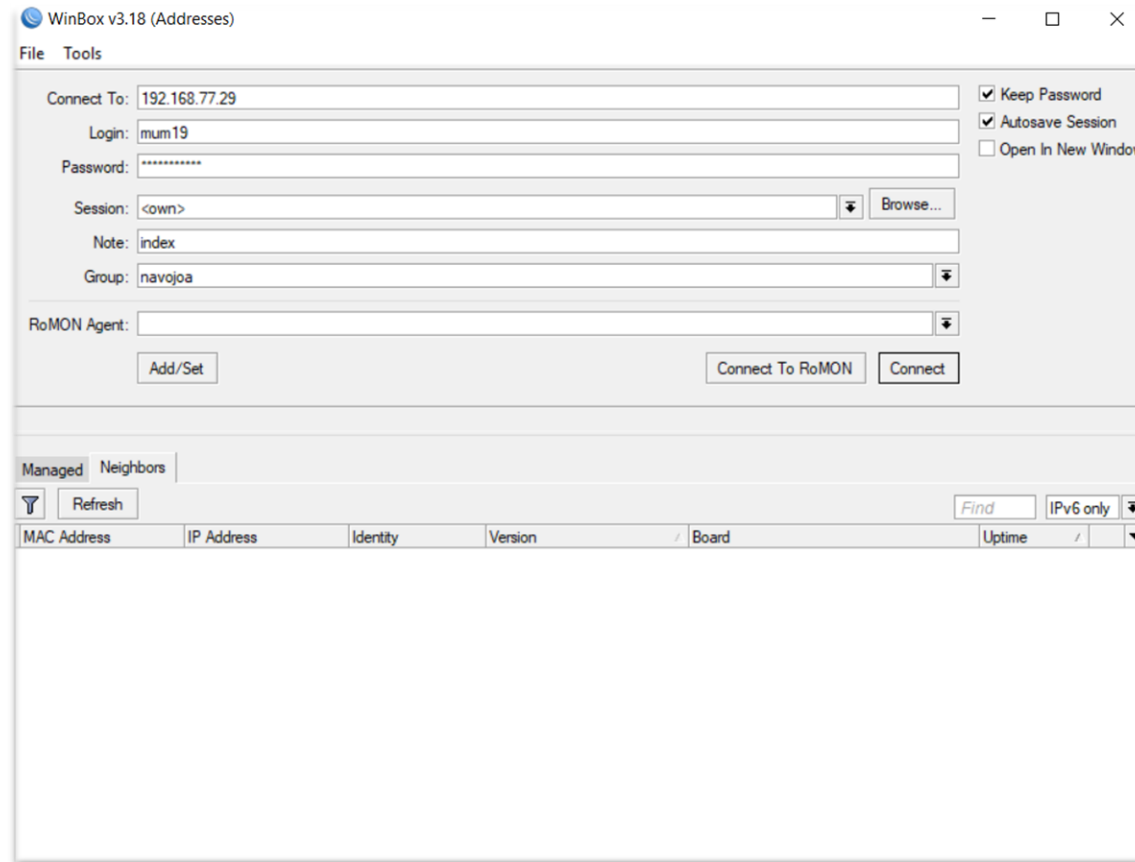 WinBox v3.18 (Addresses)
File Tools
Connect To: 192.168.77.29
Keep Password
Login: mum19
Autosave Session
Password: ***********
Open In New Window
Session: <own> Browse...
Note: index
Group: navojoa
RoMON Agent:
Add/Set Connect To RoMON Connect
Managed Neighbors
Refresh Find IPv6 only
MAC Address IP Address Identity Version Board Uptime